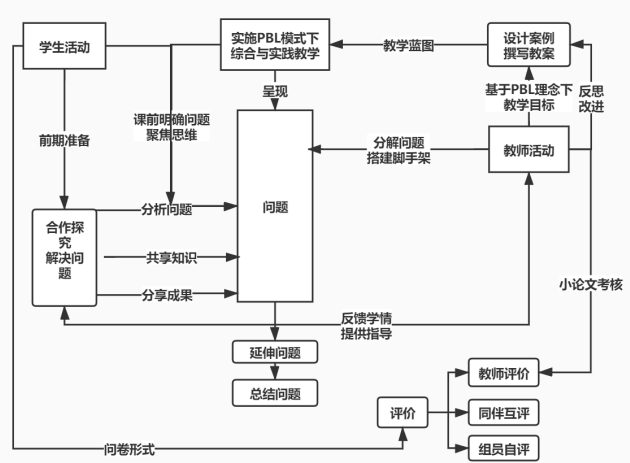 学生活动
实施PBL模式下
综合与实践教学
教学蓝图
设计案例
撰写教案
呈现
基于PBL理念下
教学目标
反思
改进
课前明确问题
聚焦思维
前期准备
分解问题
搭建脚手架
教师活动
合作探
究
解决问
题
分析问题
问题
共享知识
分享成果
小论文考核
反馈学情
提供指导
延伸问题
教师评价
总结问题
评价
同伴互评
问卷形式
组员自评